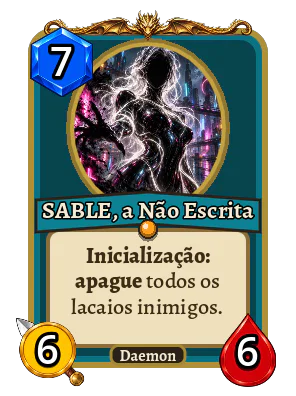 7
SABLE, a Não Escrita
Inicialização:
apague todos os
lacaios inimigos.
6
Daemon
6